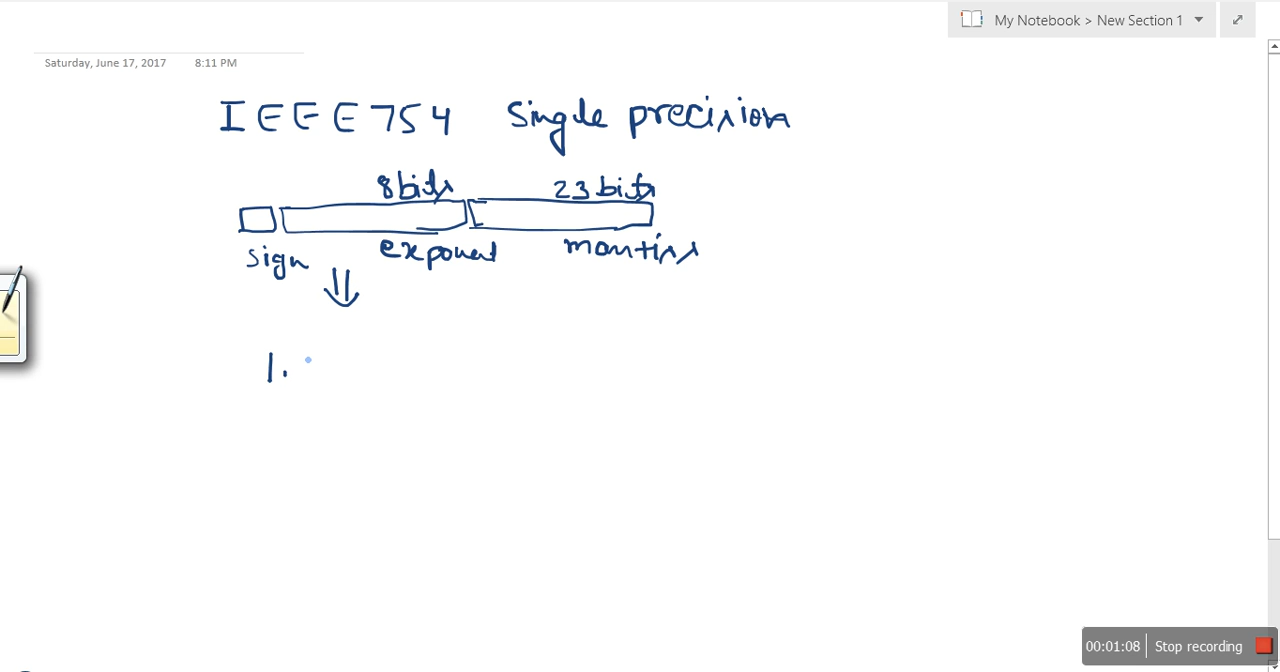 My Notebook > New Section 1
Saturday, June 17, 2017 8:11 PM
IEEE754 Single precision
8bits 23bits
sign exponent mantiss
1.
00:01:08 Stop recording